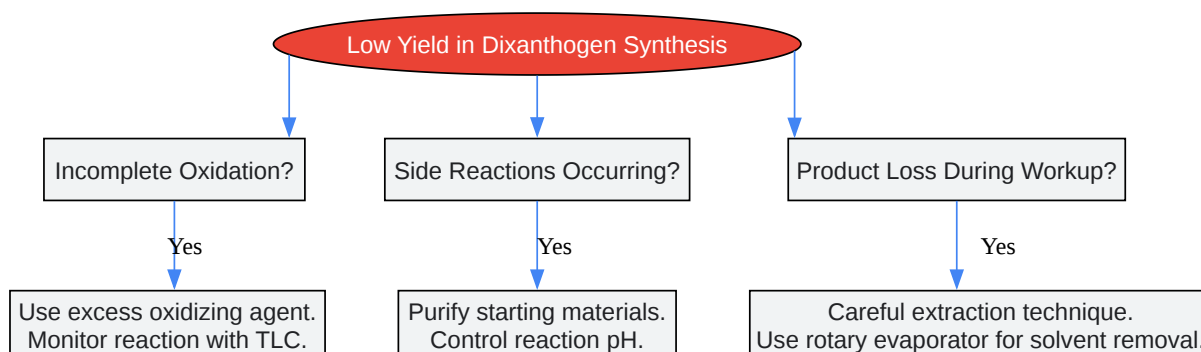 Low Yield in Dixanthogen Synthesis
Incomplete Oxidation?
Side Reactions Occurring?
Product Loss During Workup?
Yes
Yes
Yes
Use excess oxidizing agent.
Monitor reaction with TLC.
Purify starting materials.
Control reaction pH.
Careful extraction technique.
Use rotary evaporator for solvent removal.